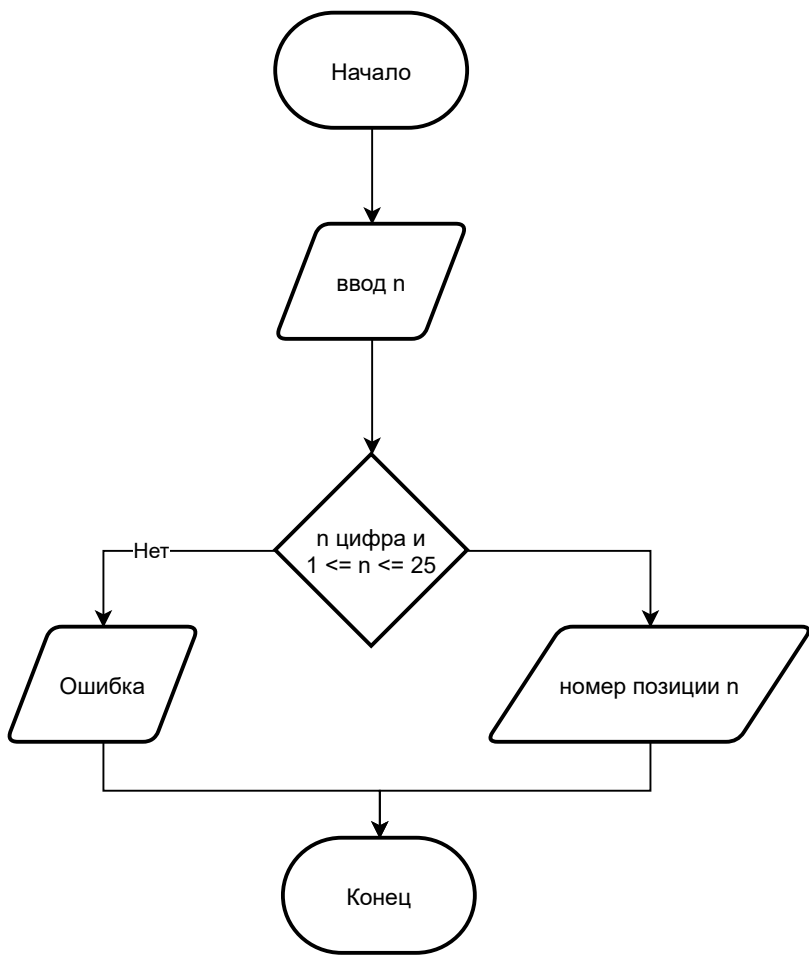 Начало
ввод n
n цифра и
1 <= n <= 25
Нет
Ошибка
номер позиции n
Конец